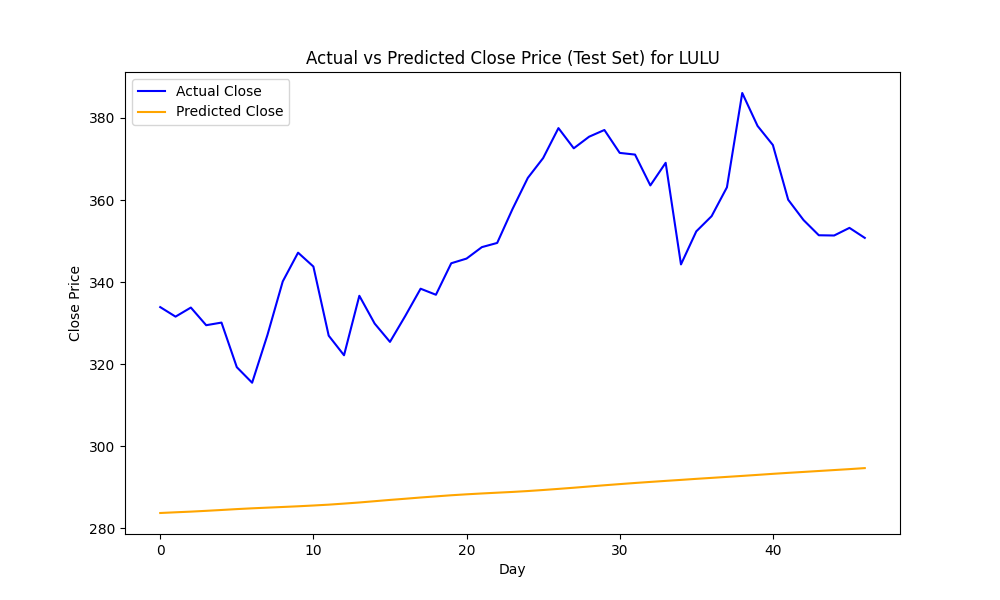 Actual vs Predicted Close Price (Test Set) for LULU
Actual Close
Predicted Close
Close Price
380
360
340
320
300
280
0 10 20 30 40
Day